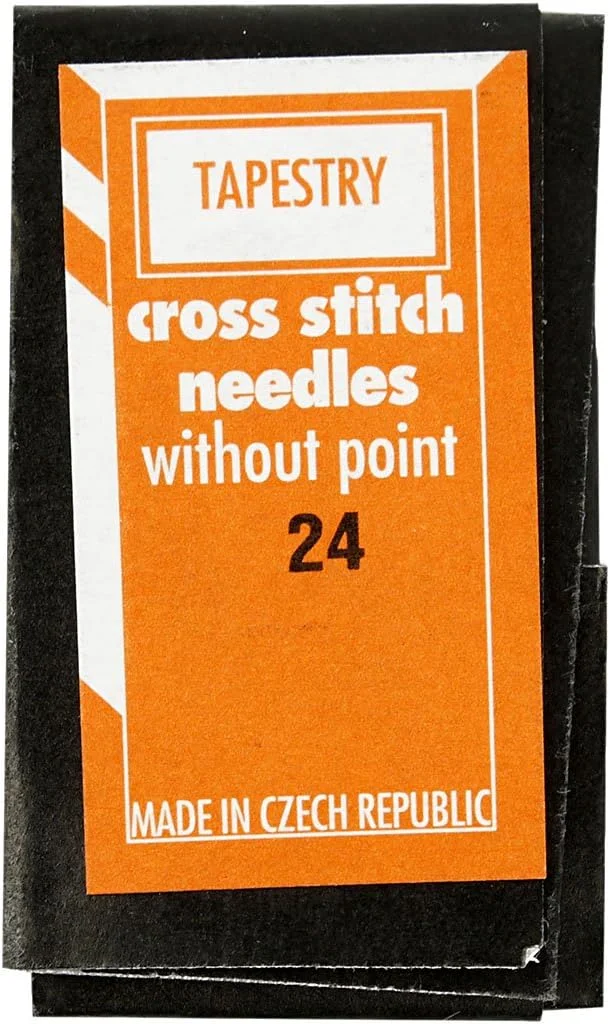 TAPESTRY
cross stitch
needles
without point
24
MADE IN CZECH REPUBLIC